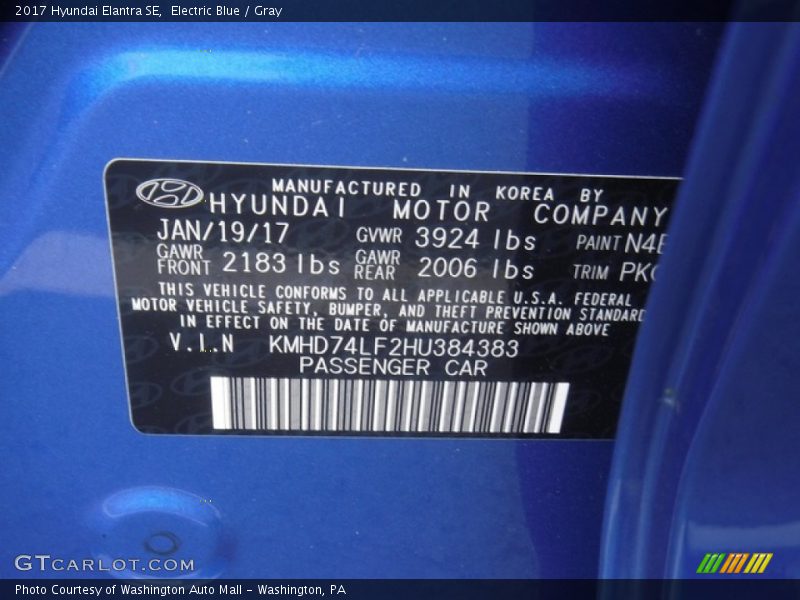 2017 Hyundai Elantra SE, Electric Blue / Gray
MANUFACTURED IN KOREA BY
HYUNDAI MOTOR COMPANY
JAN/19/17 GVWR 3924 lbs PAINT N4E
GAWR FRONT 2183 lbs GAWR REAR 2006 lbs TRIM PK
THIS VEHICLE CONFORMS TO ALL APPLICABLE U.S.A. FEDERAL
MOTOR VEHICLE SAFETY, BUMPER, AND THEFT PREVENTION STANDARD
IN EFFECT ON THE DATE OF MANUFACTURE SHOWN ABOVE
V.I.N KMHD74LF2HU384383
PASSENGER CAR
GTCARLOT.COM
Photo Courtesy of Washington Auto Mall - Washington, PA